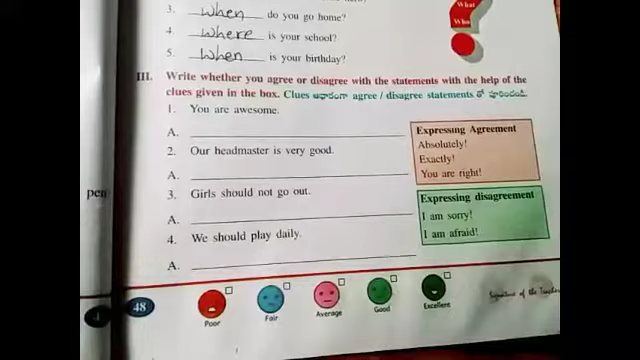 3. When do you go home?
4. Where is your school?
5. When is your birthday?
III. Write whether you agree or disagree with the statements with the help of the
clues given in the box. Clues ఆధారంగా agree / disagree statements తో పూరించండి.
1. You are awesome.
A.
2. Our headmaster is very good.
A.
3. Girls should not go out.
A.
4. We should play daily.
A.
Expressing Agreement
Absolutely!
Exactly!
You are right!
Expressing disagreement
I am sorry!
I am afraid!
What
Who
pen
48
Poor
Fair
Average
Good
Excellent
Signature of the Teacher